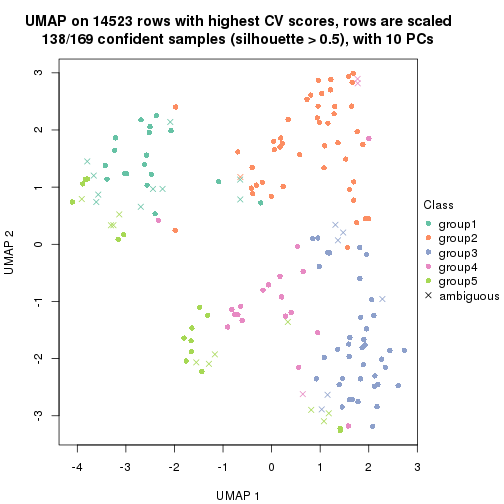 UMAP on 14523 rows with highest CV scores, rows are scaled
138/169 confident samples (silhouette > 0.5), with 10 PCs
3
2
1
0
-1
-2
-3
UMAP 2
-4
-3
-2
-1
0
1
2
3
UMAP 1
Class
group1
group2
group3
group4
group5
ambiguous